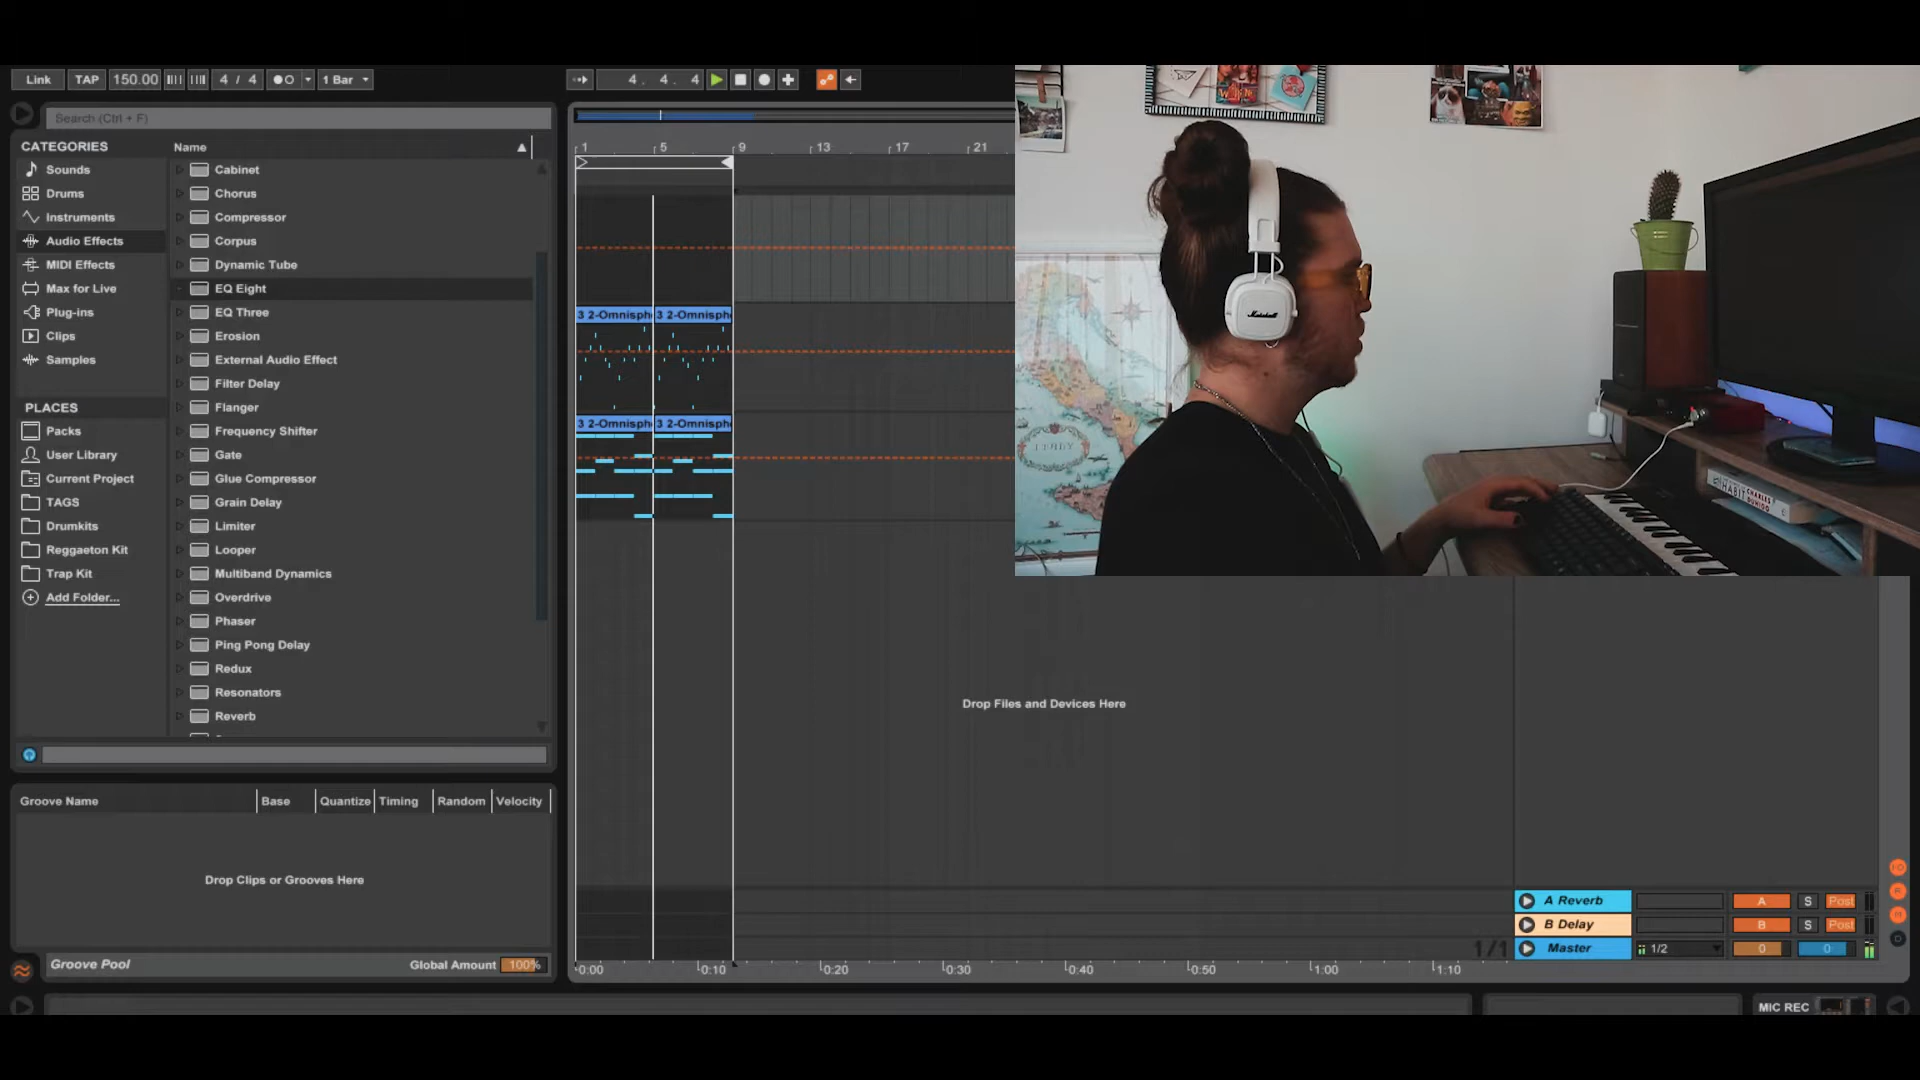 Link TAP 150.00 4 / 4 1 Bar 4. 4. 4
Search (Ctrl + F)
CATEGORIES
Sounds
Drums
Instruments
Audio Effects
MIDI Effects
Max for Live
Plug-ins
Clips
Samples
PLACES
Packs
User Library
Current Project
TAGS
Drumkits
Reggaeton Kit
Trap Kit
Add Folder...
Name
Cabinet
Chorus
Compressor
Corpus
Dynamic Tube
EQ Eight
EQ Three
Erosion
External Audio Effect
Filter Delay
Flanger
Frequency Shifter
Gate
Glue Compressor
Grain Delay
Limiter
Looper
Multiband Dynamics
Overdrive
Phaser
Ping Pong Delay
Redux
Resonators
Reverb
Groove Name Base Quantize Timing Random Velocity
Drop Clips or Grooves Here
Groove Pool Global Amount 100%
1 5 9 13 17 21
3 2-Omnisph 3 2-Omnisph
3 2-Omnisph 3 2-Omnisph
Drop Files and Devices Here
1/1
0:00 0:10 0:20 0:30 0:40 0:50 1:00 1:10
A Reverb A S Post
B Delay B S Post
Master 1/2 0 0
MIC REC
Marshall
ITALY
HABIT
CHARLES
DUHIGG